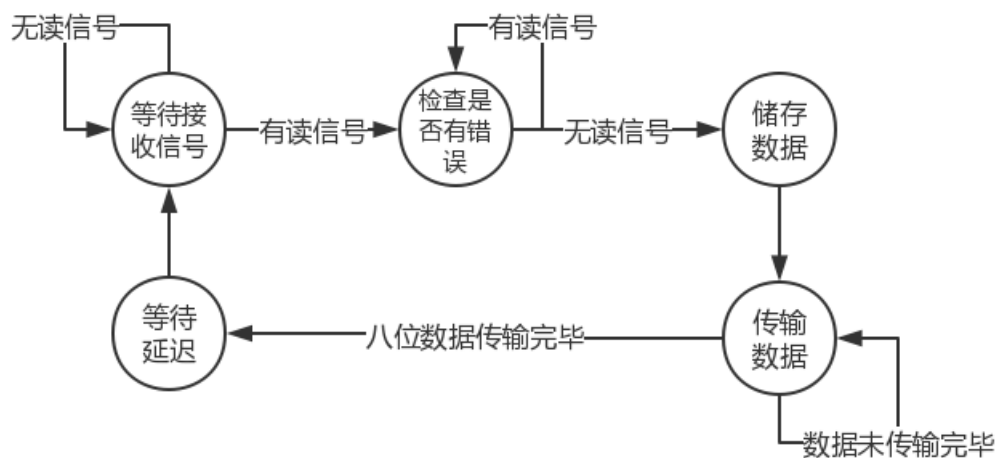 无读信号
有读信号
等待接
收信号
有读信号
检查是
否有错
误
无读信号
储存
数据
等待
延迟
八位数据传输完毕
传输
数据
数据未传输完毕